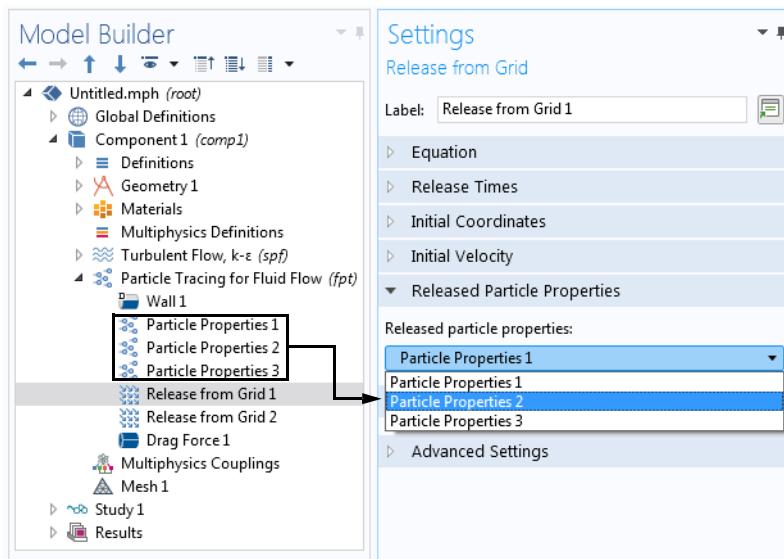 Model Builder
Untitled.mph (root)
Global Definitions
Component 1 (comp1)
Definitions
Geometry 1
Materials
Multiphysics Definitions
Turbulent Flow, k-ε (spf)
Particle Tracing for Fluid Flow (fpt)
Wall 1
Particle Properties 1
Particle Properties 2
Particle Properties 3
Release from Grid 1
Release from Grid 2
Drag Force 1
Multiphysics Couplings
Mesh 1
Study 1
Results
Settings
Release from Grid
Label: Release from Grid 1
Equation
Release Times
Initial Coordinates
Initial Velocity
Released Particle Properties
Released particle properties:
Particle Properties 1
Particle Properties 1
Particle Properties 2
Particle Properties 3
Advanced Settings